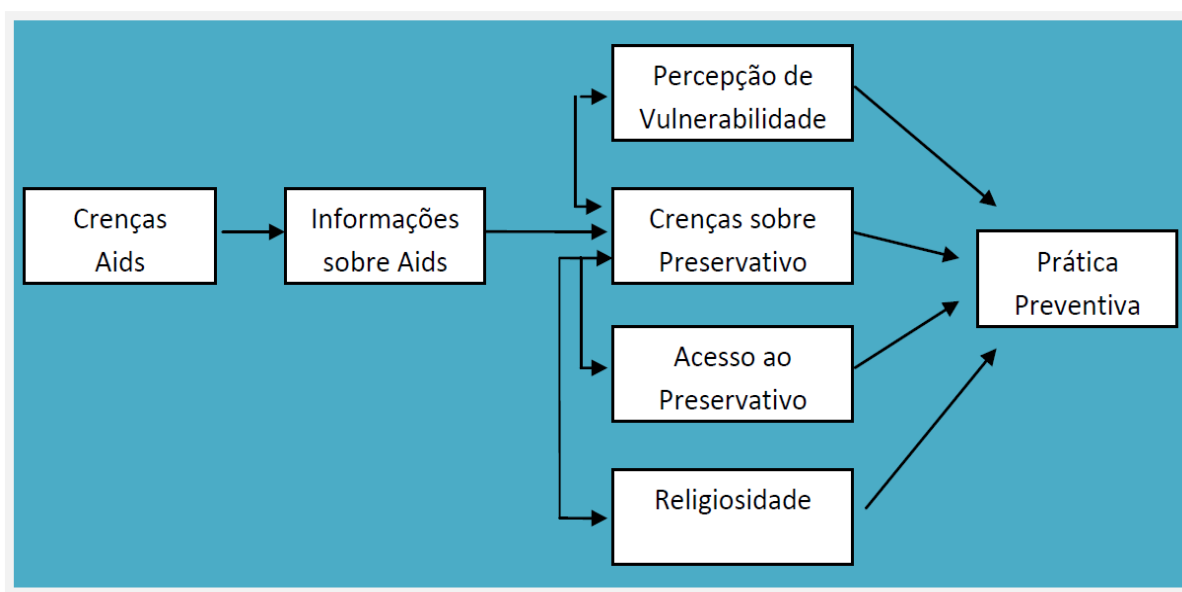 Crenças
Aids
Informações
sobre Aids
Percepção de
Vulnerabilidade
Crenças sobre
Preservativo
Acesso ao
Preservativo
Religiosidade
Prática
Preventiva